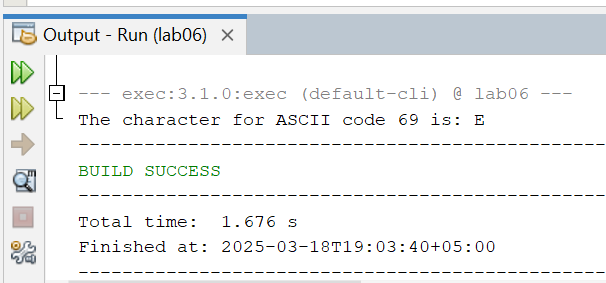 Output - Run (lab06)
--- exec:3.1.0:exec (default-cli) @ lab06 ---
The character for ASCII code 69 is: E
------------------------------------------------
BUILD SUCCESS
------------------------------------------------
Total time:  1.676 s
Finished at: 2025-03-18T19:03:40+05:00
------------------------------------------------